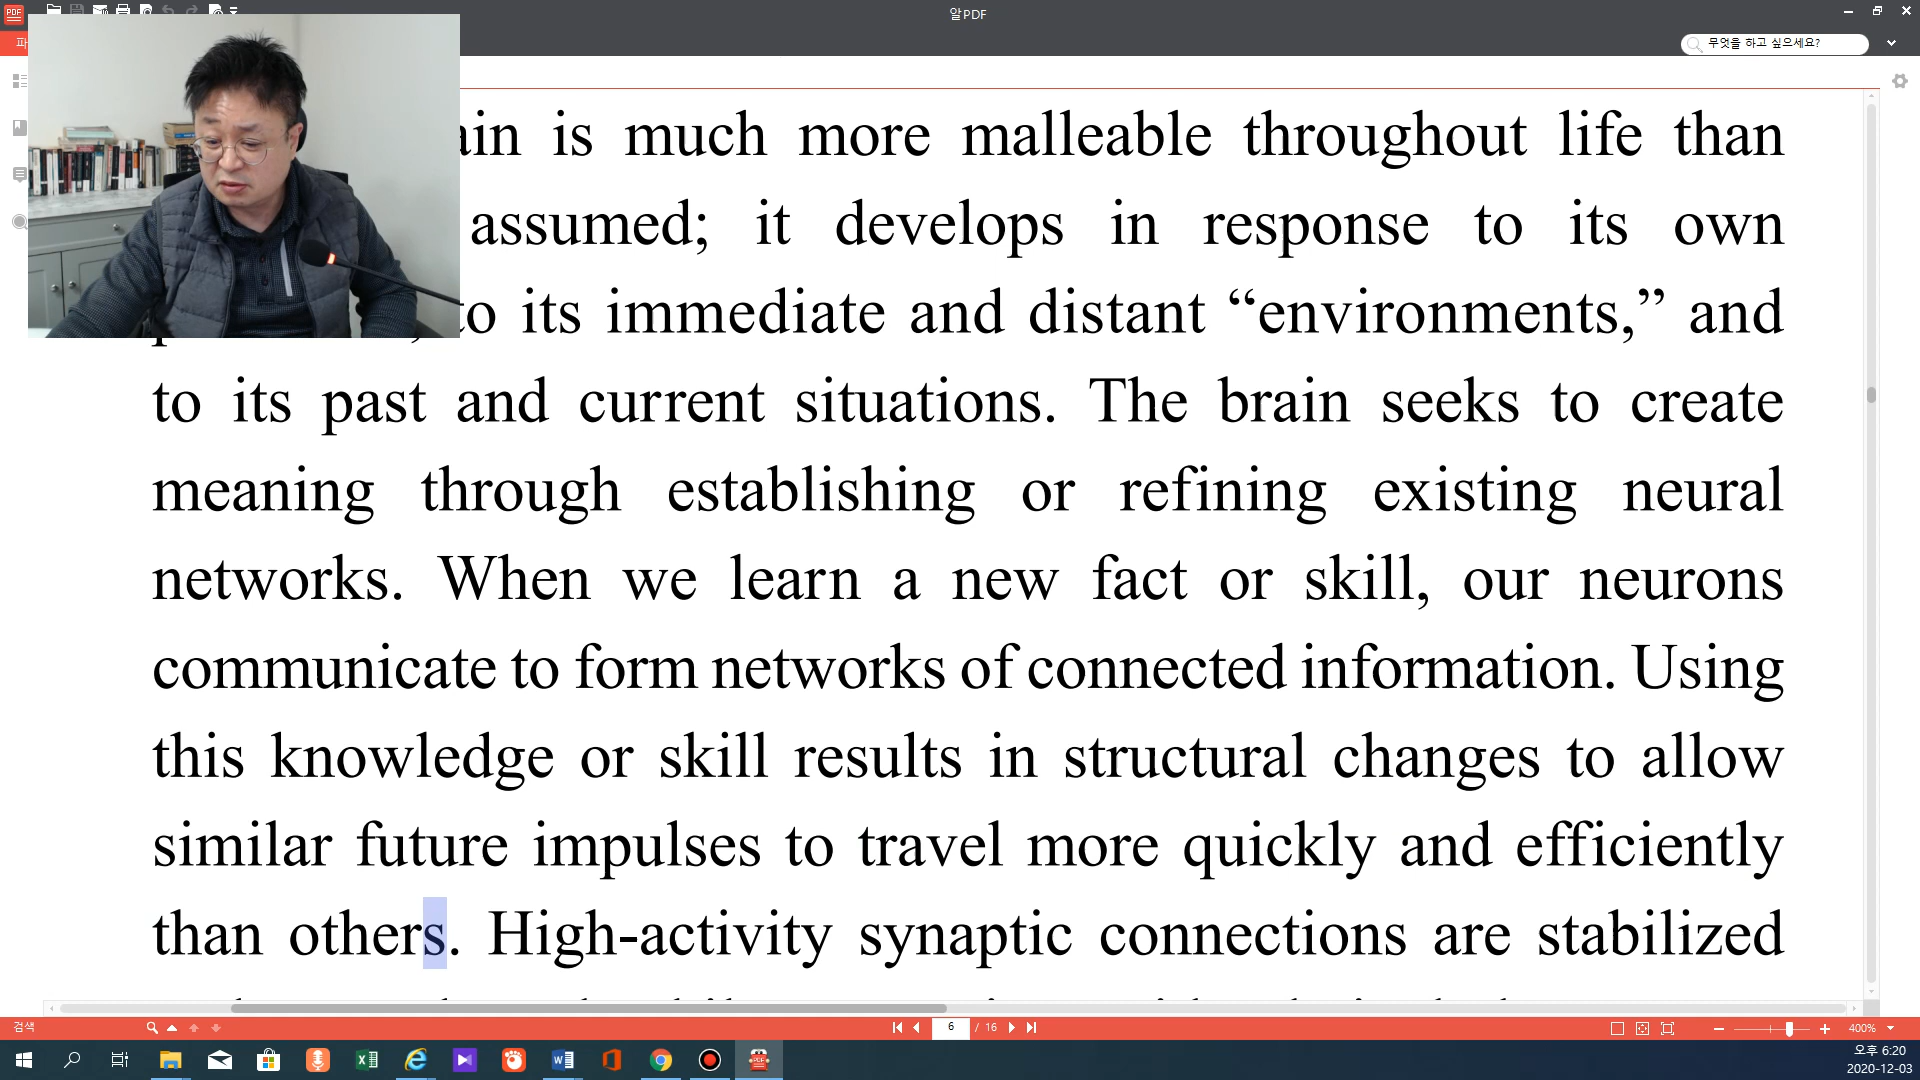 알PDF
무엇을 하고 싶으세요?
is much more malleable throughout life than
assumed; it develops in response to its own
to its immediate and distant “environments,” and
to its past and current situations. The brain seeks to create
meaning through establishing or refining existing neural
networks. When we learn a new fact or skill, our neurons
communicate to form networks of connected information. Using
this knowledge or skill results in structural changes to allow
similar future impulses to travel more quickly and efficiently
than others. High-activity synaptic connections are stabilized
검색
6 / 16
400%
오후 6:20
2020-12-03